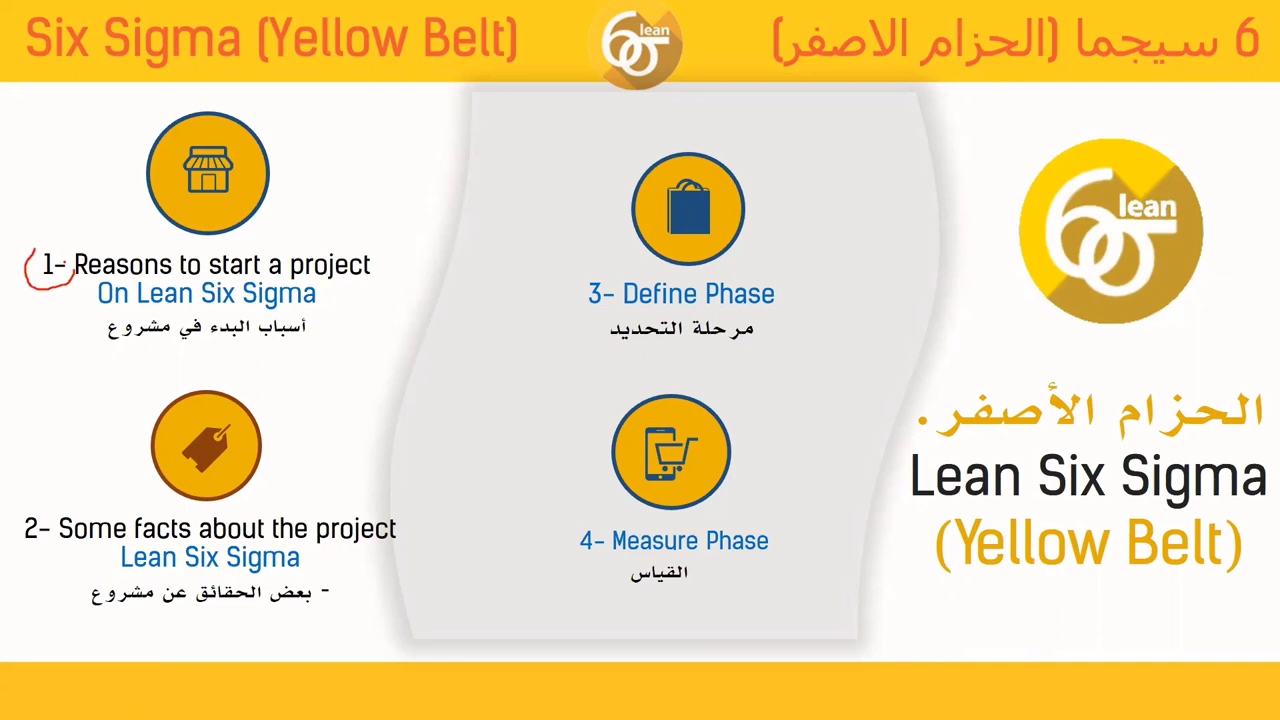 Six Sigma (Yellow Belt)
6σ lean
6 سيجما (الحزام الاصفر)
1- Reasons to start a project
On Lean Six Sigma
أسباب البدء في مشروع
2- Some facts about the project
Lean Six Sigma
- بعض الحقائق عن مشروع
3- Define Phase
مرحلة التحديد
4- Measure Phase
القياس
6σ lean
الحزام الأصفر.
Lean Six Sigma
(Yellow Belt)